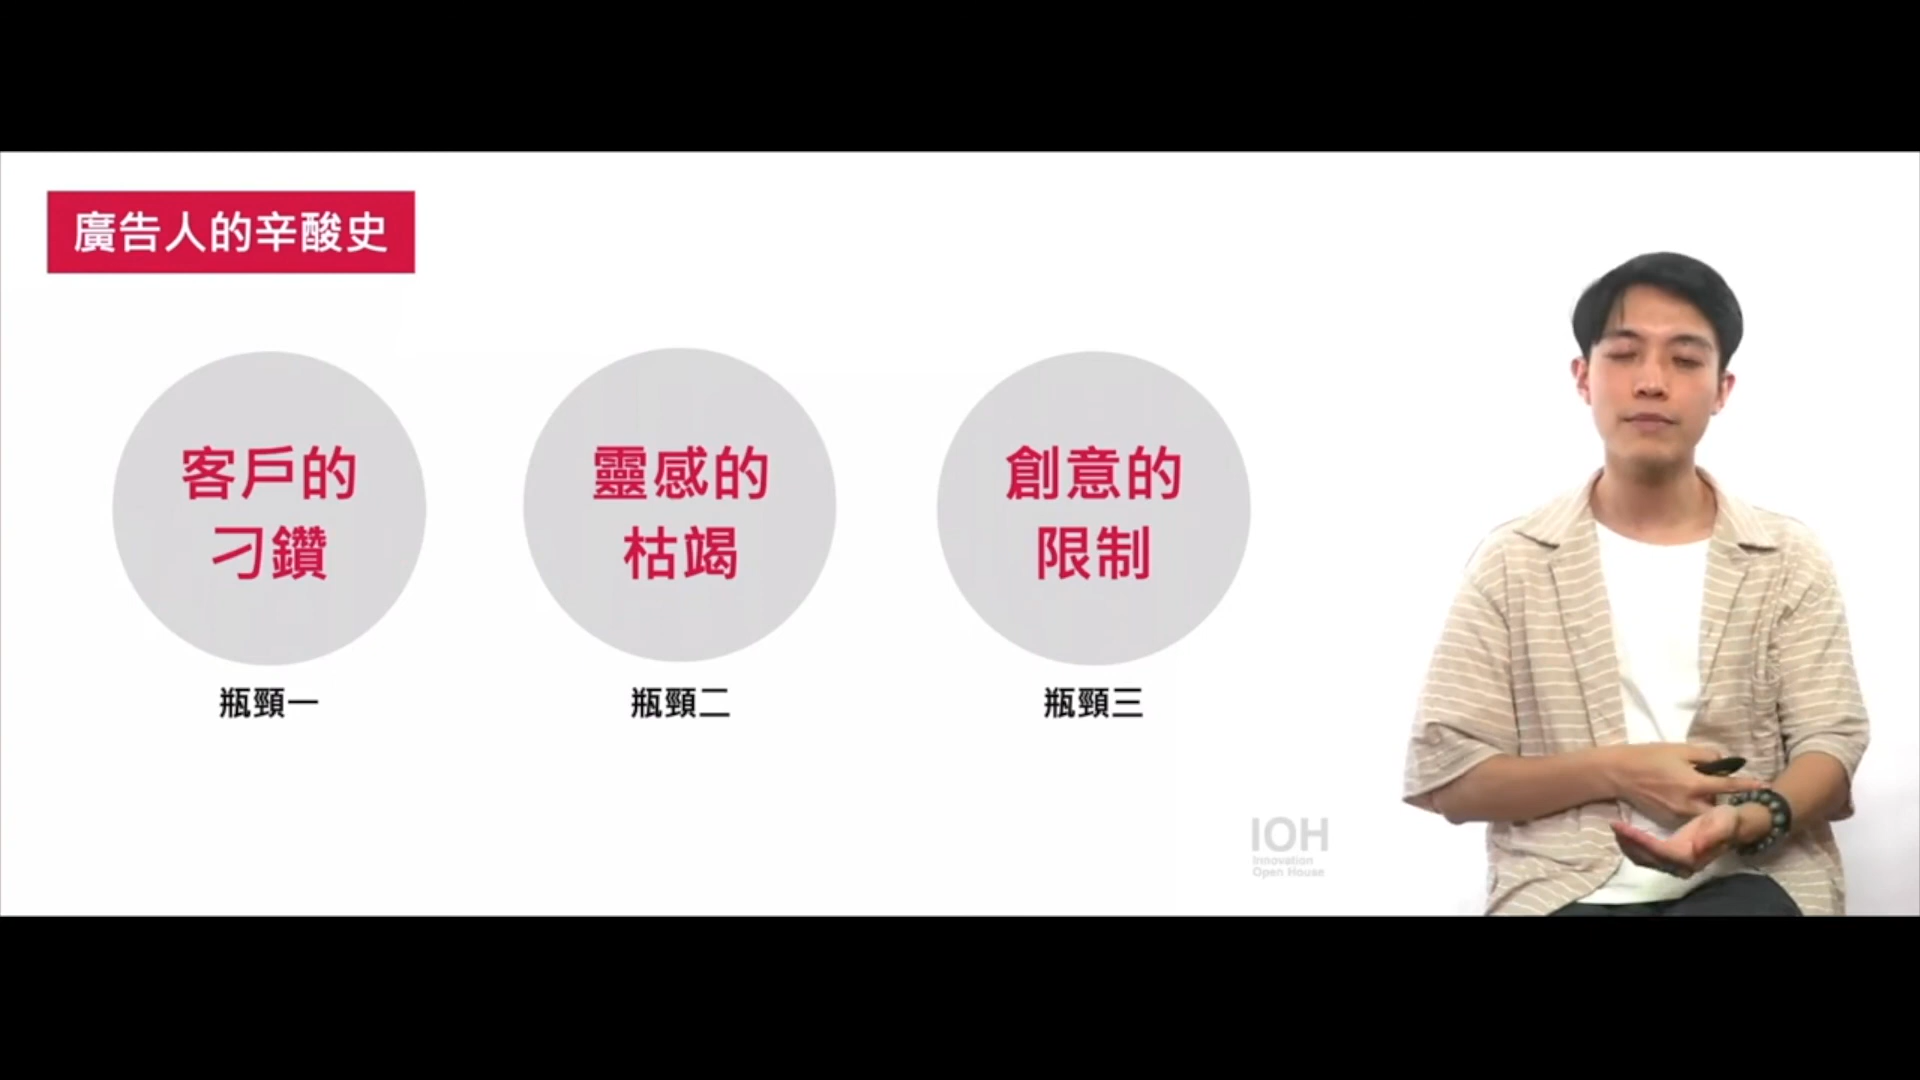 廣告人的辛酸史
客戶的
刁鑽
瓶頸一
靈感的
枯竭
瓶頸二
創意的
限制
瓶頸三
IOH
Innovation
Open House